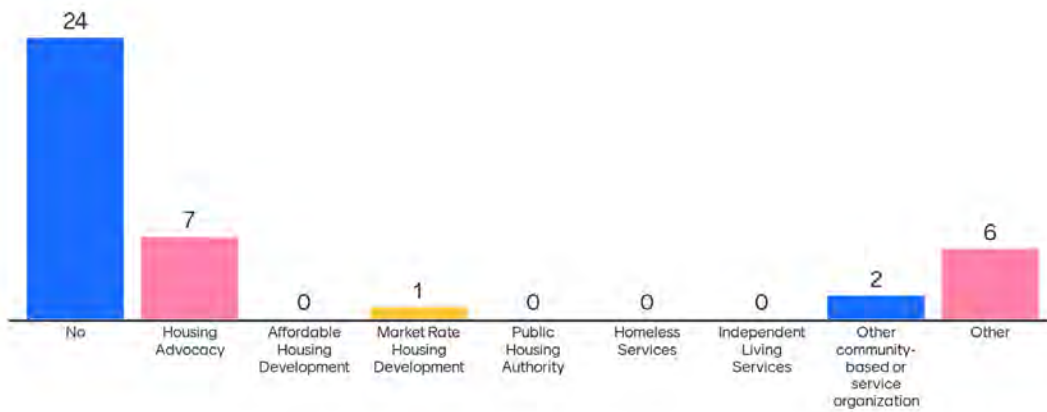 24
7
0
1
0
0
0
2
6
No
Housing
Advocacy
Affordable
Housing
Development
Market Rate
Housing
Development
Public
Housing
Authority
Homeless
Services
Independent
Living
Services
Other
community-
based or
service
organization
Other